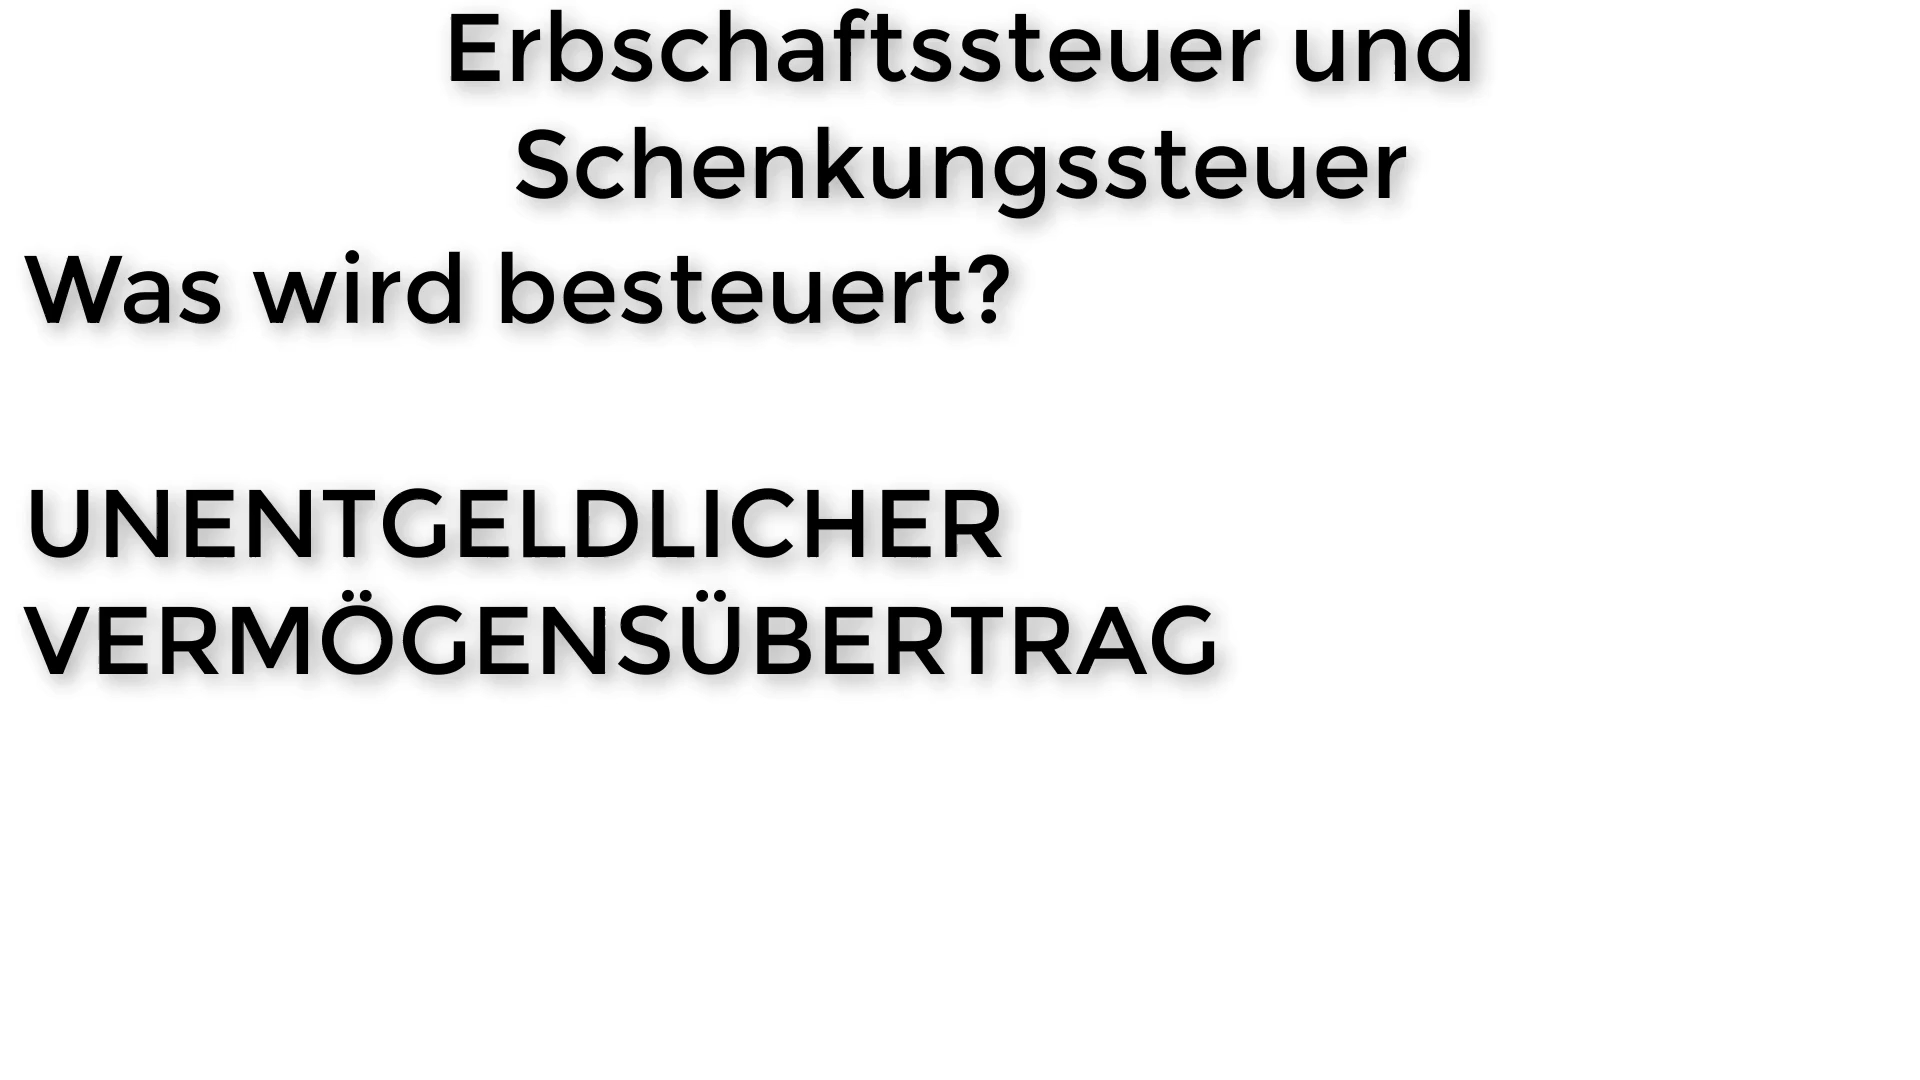 Erbschaftssteuer und
Schenkungssteuer
Was wird besteuert?
UNENTGELDLICHER
VERMÖGENSÜBERTRAG